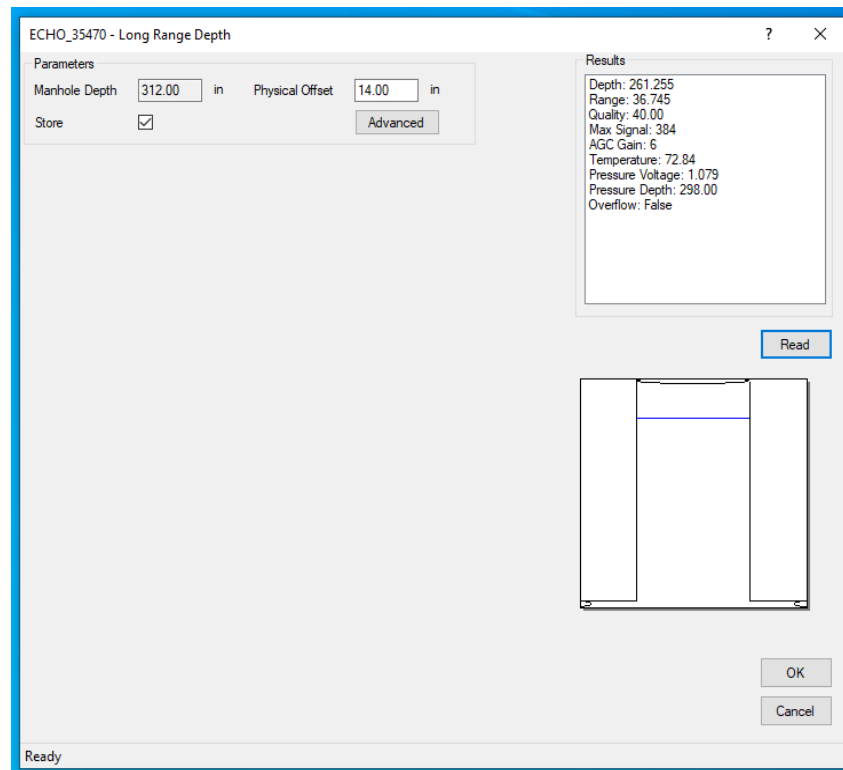 ECHO_35470 - Long Range Depth ? ×
Parameters
Manhole Depth 312.00 in Physical Offset 14.00 in
Store Advanced
Results
Depth: 261.255
Range: 36.745
Quality: 40.00
Max Signal: 384
AGC Gain: 6
Temperature: 72.84
Pressure Voltage: 1.079
Pressure Depth: 298.00
Overflow: False
Read
OK
Cancel
Ready